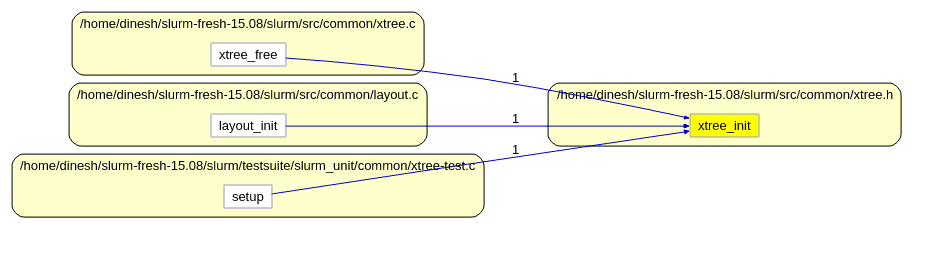 /home/dinesh/slurm-fresh-15.08/slurm/src/common/xtree.c
xtree_free
1
/home/dinesh/slurm-fresh-15.08/slurm/src/common/layout.c
/home/dinesh/slurm-fresh-15.08/slurm/src/common/xtree.h
layout_init
1
xtree_init
1
/home/dinesh/slurm-fresh-15.08/slurm/testsuite/slurm_unit/common/xtree-test.c
setup